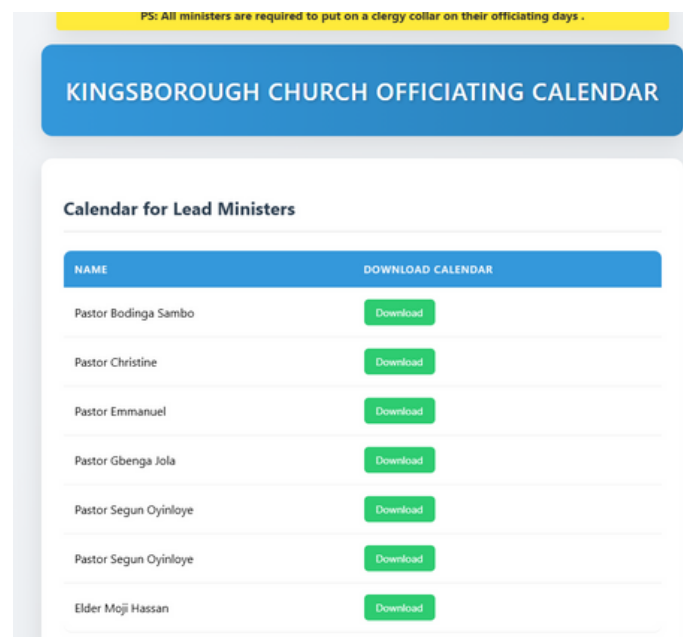 PS: All ministers are required to put on a clergy collar on their officiating days .
KINGSBOROUGH CHURCH OFFICIATING CALENDAR
Calendar for Lead Ministers
NAME DOWNLOAD CALENDAR
Pastor Bodinga Sambo Download
Pastor Christine Download
Pastor Emmanuel Download
Pastor Gbenga Jola Download
Pastor Segun Oyinloye Download
Pastor Segun Oyinloye Download
Elder Moji Hassan Download